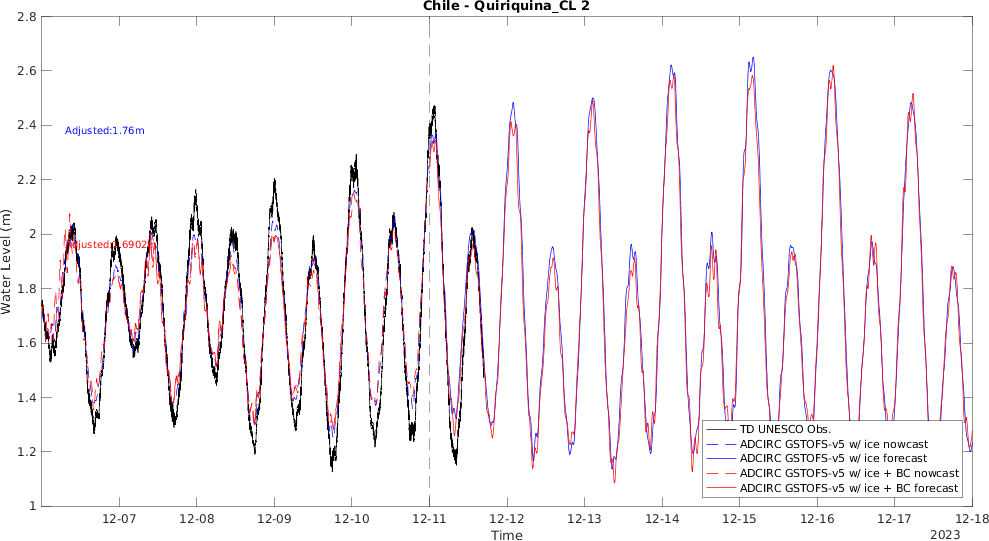 Chile - Quiriquina_CL 2
2.8
2.6
2.4
2.2
2
1.8
1.6
1.4
1.2
1
Water Level (m)
Adjusted:1.76m
TD UNESCO Obs.
ADCIRC GSTOFS-v5 w/ ice nowcast
ADCIRC GSTOFS-v5 w/ ice forecast
ADCIRC GSTOFS-v5 w/ ice + BC nowcast
ADCIRC GSTOFS-v5 w/ ice + BC forecast
12-07 12-08 12-09 12-10 12-11 12-12 12-13 12-14 12-15 12-16 12-17 12-18
Time
2023